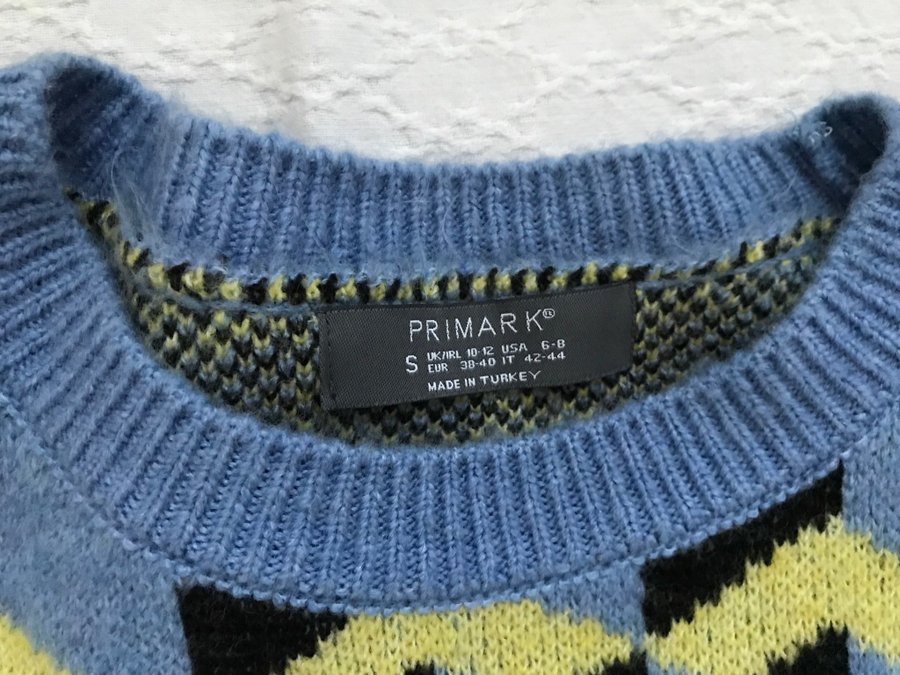 PRIMARK®
S UK/IRL 10-12 USA 6-8
EUR 38-40 IT 42-44
MADE IN TURKEY